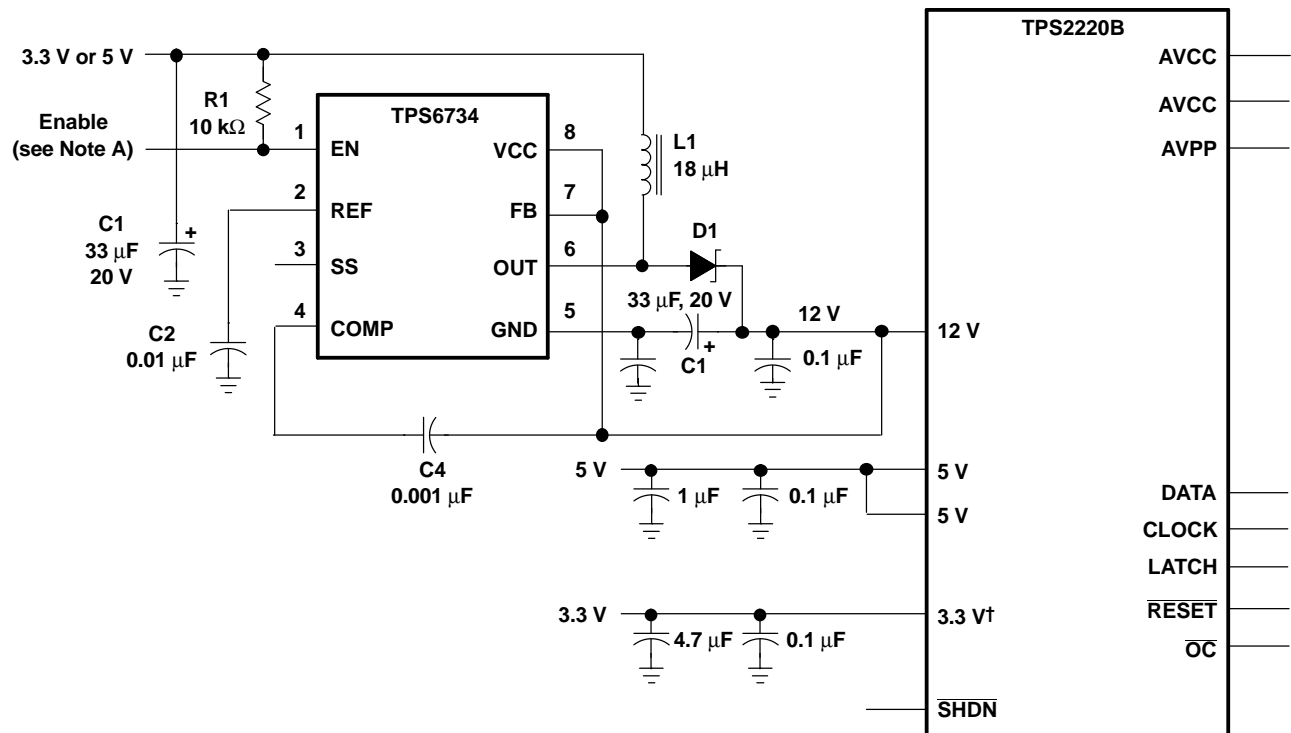 TPS2220B
3.3 V or 5 V
AVCC
R1
10 kΩ
TPS6734
AVCC
Enable
(see Note A)
1
EN
VCC
8
L1
18 μH
AVPP
2
REF
FB
7
C1
33 μF
20 V
+
3
SS
OUT
6
D1
33 μF, 20 V
4
COMP
GND
5
12 V
12 V
C2
0.01 μF
C1
+
0.1 μF
C4
0.001 μF
5 V
1 μF
0.1 μF
5 V
5 V
DATA
CLOCK
LATCH
3.3 V
4.7 μF
0.1 μF
3.3 V†
RESET
OC
SHDN